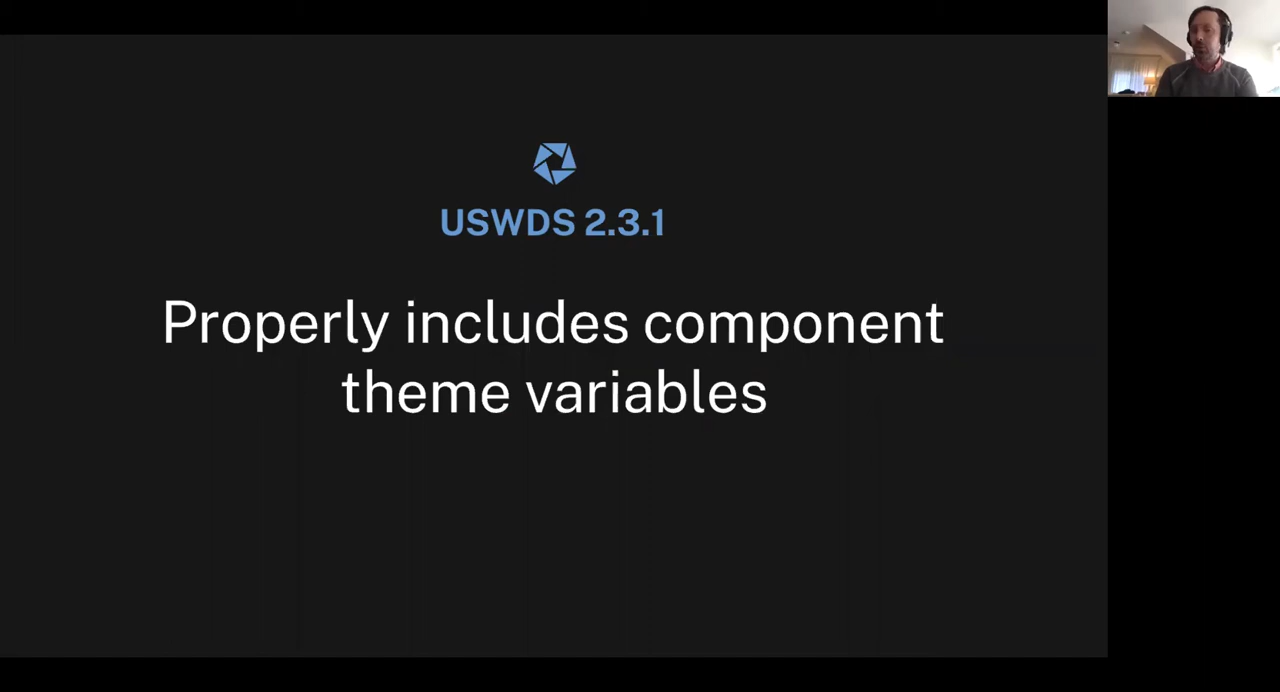 USWDS 2.3.1
Properly includes component
theme variables